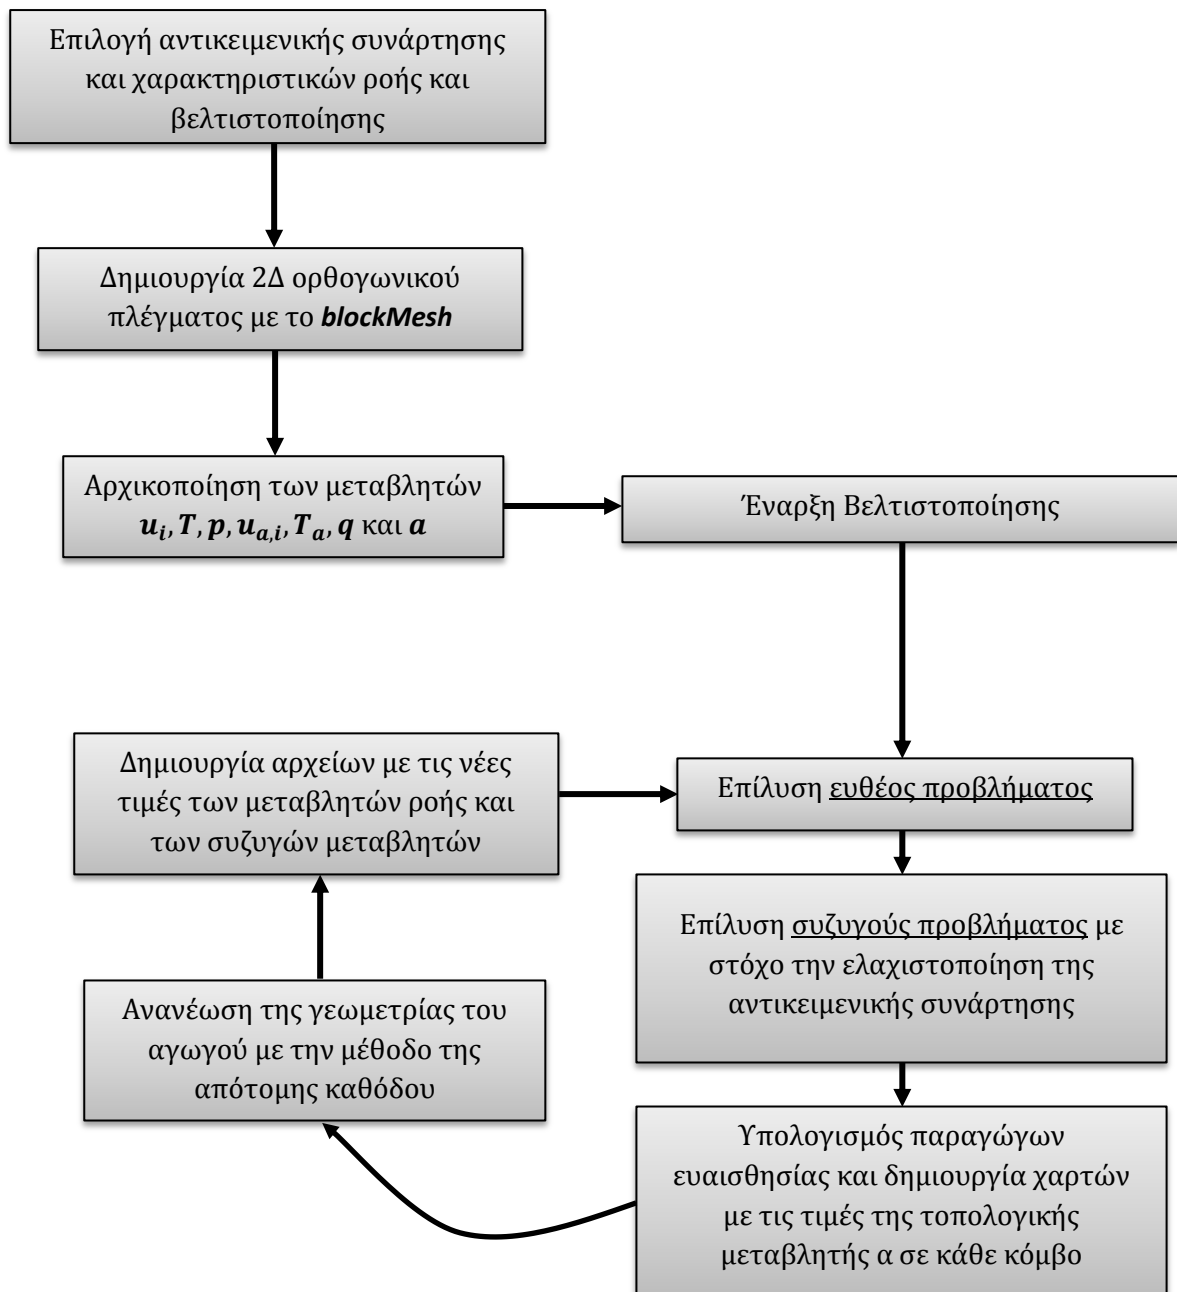 Επιλογή αντικειμενικής συνάρτησης
και χαρακτηριστικών ροής και
βελτιστοποίησης
Δημιουργία 2Δ ορθογωνικού
πλέγματος με το blockMesh
Αρχικοποίηση των μεταβλητών
u_i, T, p, u_{a,i}, T_a, q και a
Έναρξη Βελτιστοποίησης
Επίλυση ευθέος προβλήματος
Επίλυση συζυγούς προβλήματος με
στόχο την ελαχιστοποίηση της
αντικειμενικής συνάρτησης
Υπολογισμός παραγώγων
ευαισθησίας και δημιουργία χαρτών
με τις τιμές της τοπολογικής
μεταβλητής α σε κάθε κόμβο
Ανανέωση της γεωμετρίας του
αγωγού με την μέθοδο της
απότομης καθόδου
Δημιουργία αρχείων με τις νέες
τιμές των μεταβλητών ροής και
των συζυγών μεταβλητών